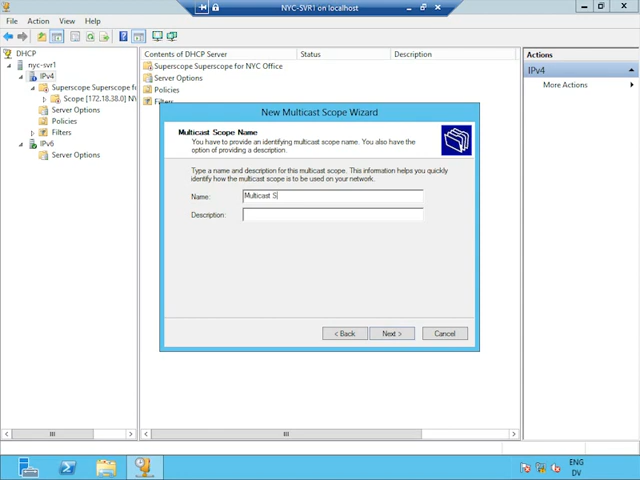 NYC-SVR1 on localhost
File Action View Help
DHCP
nyc-svr1
IPv4
Superscope Superscope fo
Scope [172.18.38.0] NY
Server Options
Policies
Filters
IPv6
Server Options
Contents of DHCP Server Status Description
Superscope Superscope for NYC Office
Server Options
Policies
Filters
Actions
IPv4
More Actions
New Multicast Scope Wizard
Multicast Scope Name
You have to provide an identifying multicast scope name. You also have the
option of providing a description.
Type a name and description for this multicast scope. This information helps you quickly
identify how the multicast scope is to be used on your network.
Name: Multicast S
Description:
< Back Next > Cancel
ENG
DV